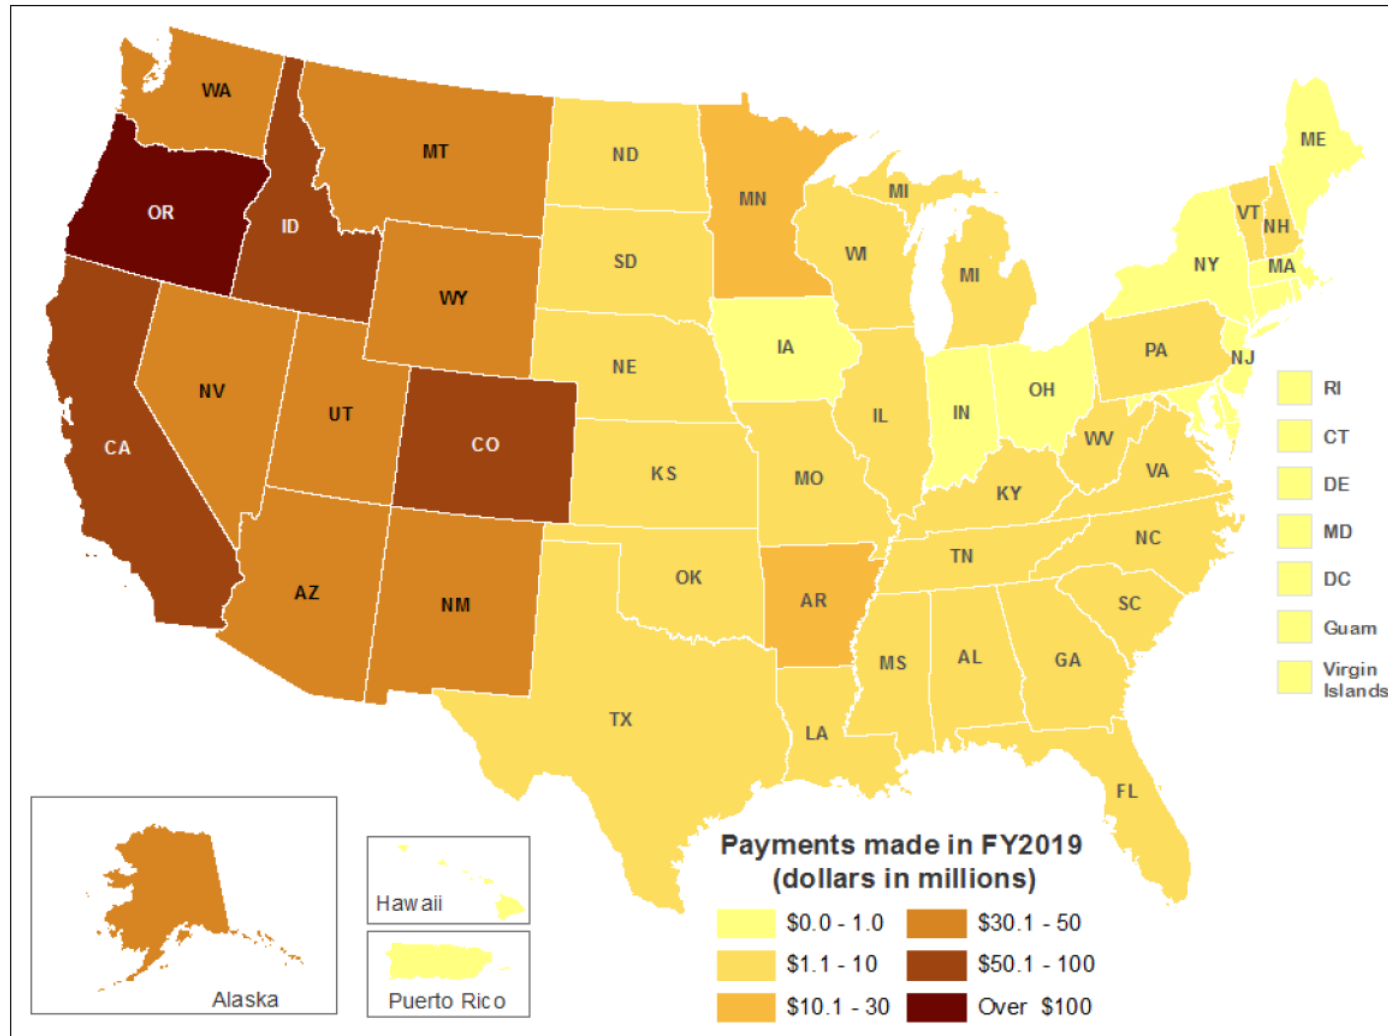 WA
MT
ND
MN
ME
OR
ID
MI
VT
NH
SD
WI
NY
MA
MI
WY
IA
PA
NJ
NE
NV
UT
OH
RI
IN
IL
CA
CO
WV
CT
KS
MO
VA
KY
DE
NC
MD
TN
OK
DC
AZ
NM
AR
SC
Guam
MS
AL
GA
Virgin
Islands
TX
LA
FL
Payments made in FY2019
(dollars in millions)
$0.0 - 1.0
$30.1 - 50
$1.1 - 10
$50.1 - 100
$10.1 - 30
Over $100
Hawaii
Alaska
Puerto Rico